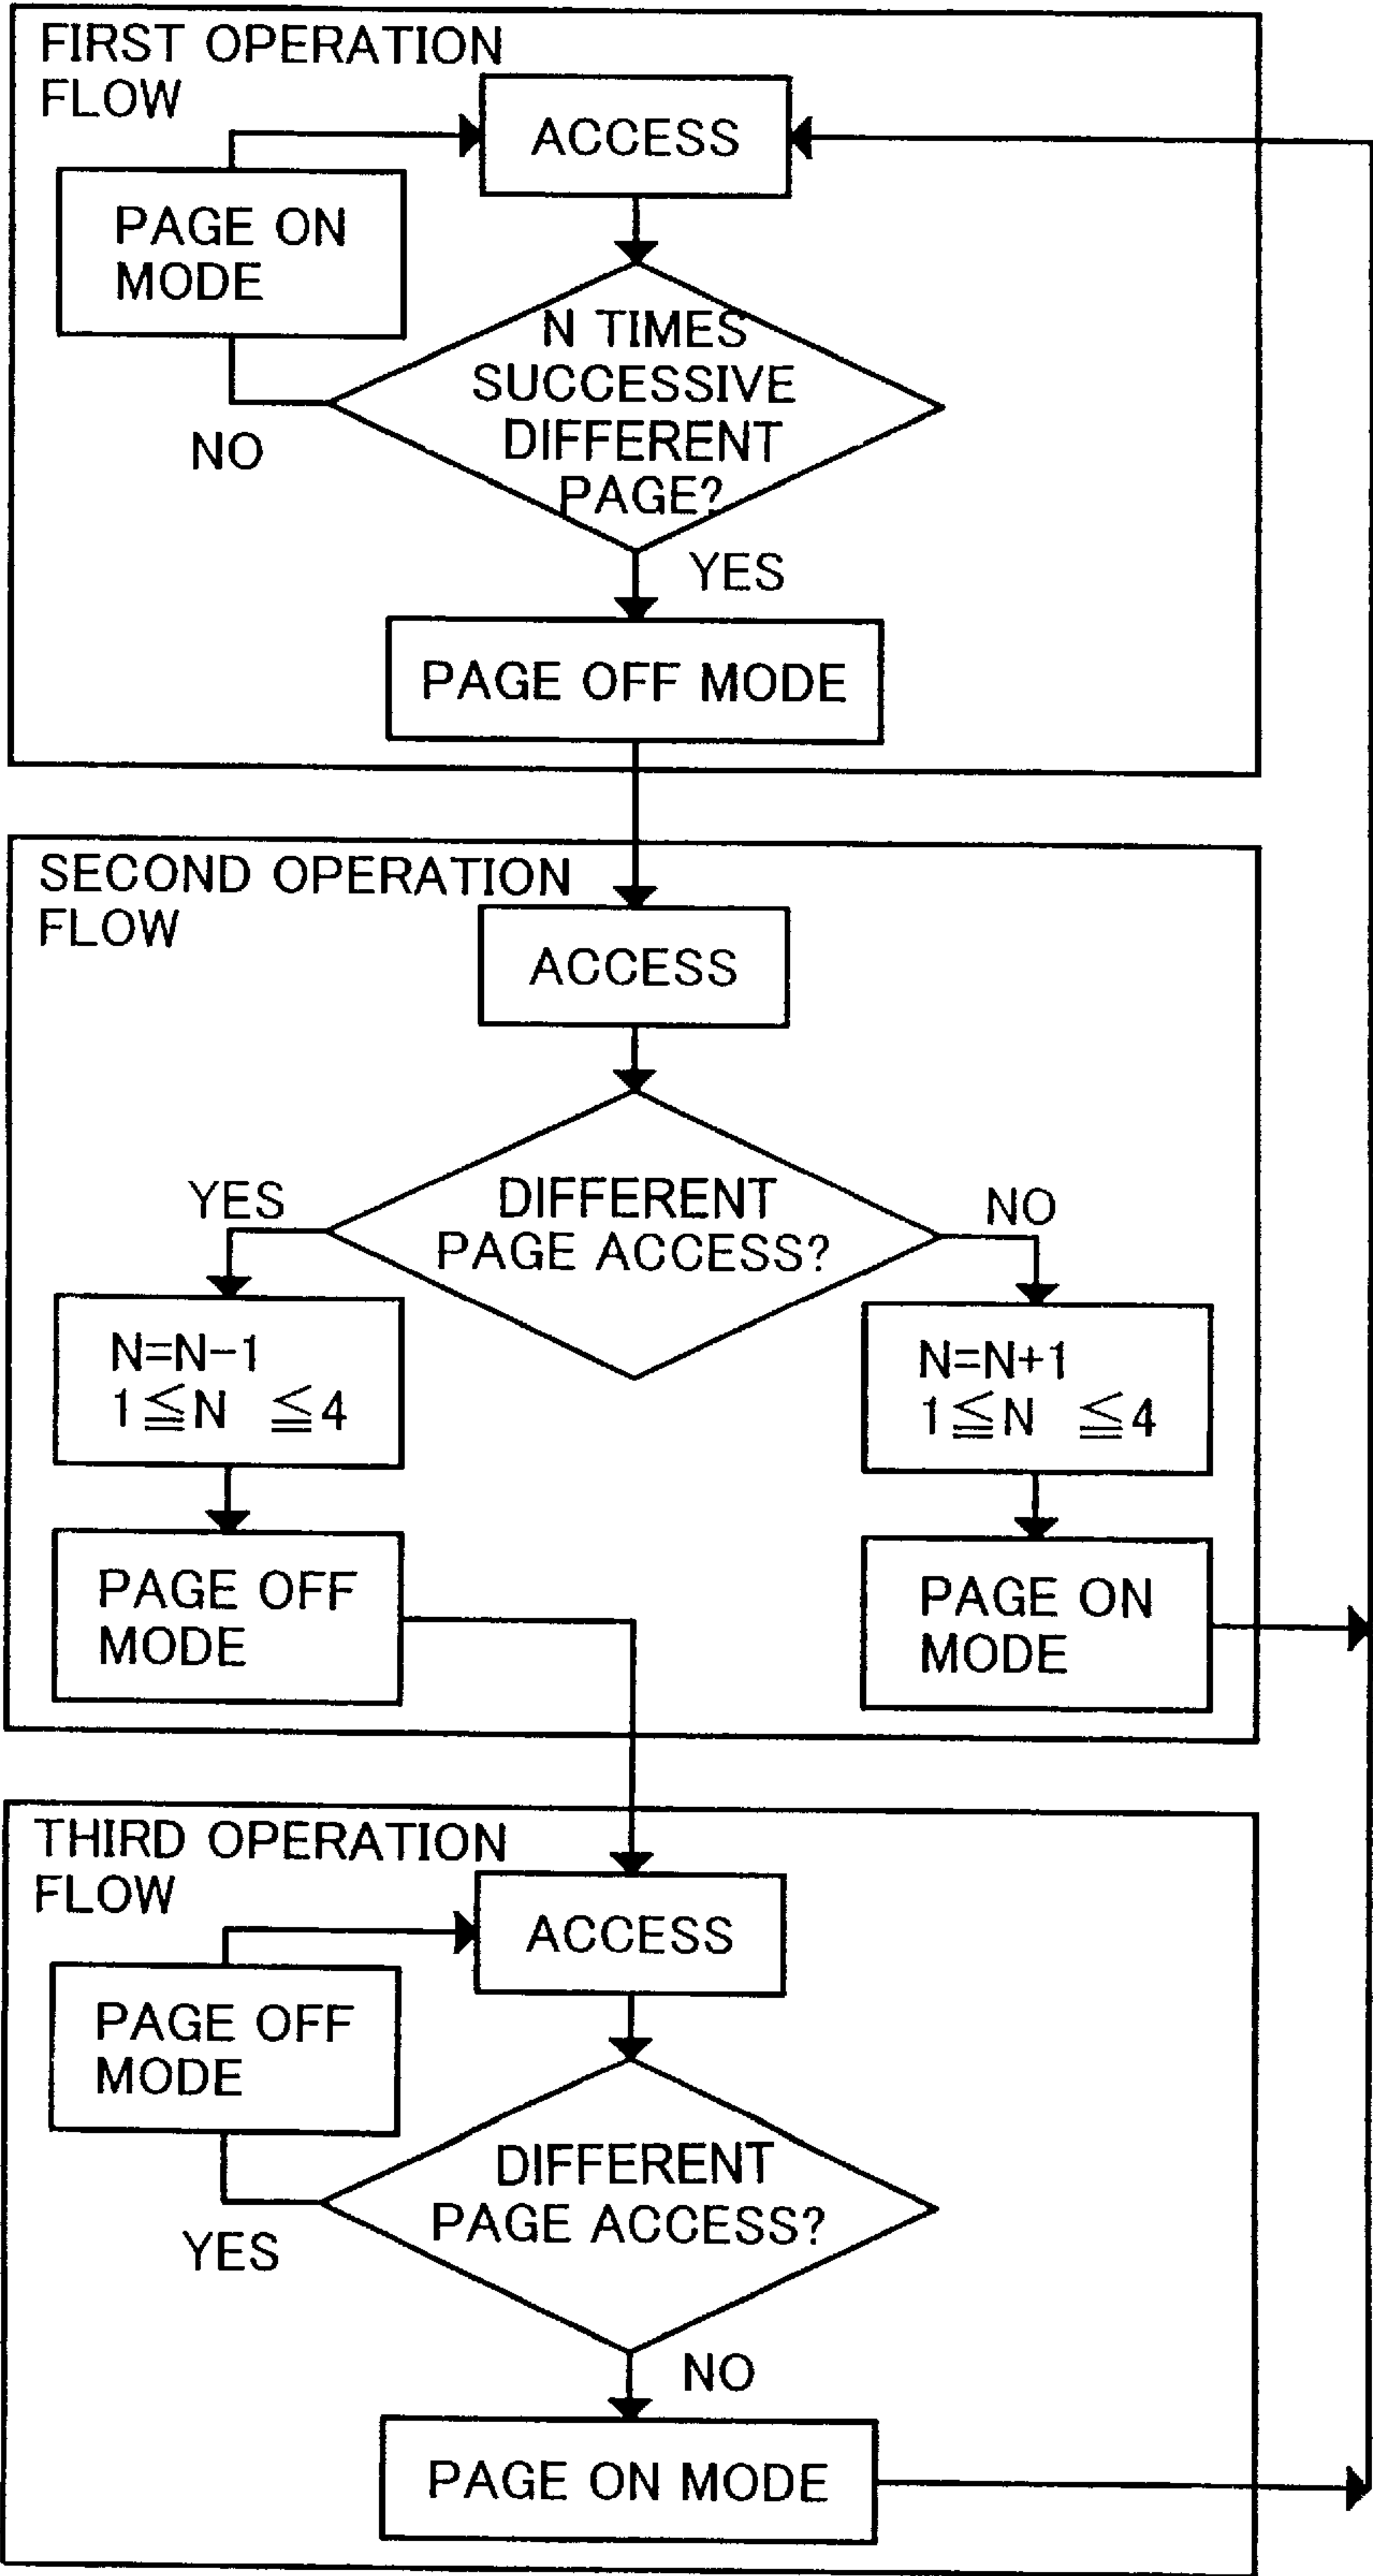 FIRST OPERATION
FLOW
ACCESS
PAGE ON
MODE
N TIMES
SUCCESSIVE
DIFFERENT
PAGE?
NO
YES
PAGE OFF MODE
SECOND OPERATION
FLOW
ACCESS
DIFFERENT
PAGE ACCESS?
YES
NO
N=N−1
1≦N ≦4
N=N+1
1≦N ≦4
PAGE OFF
MODE
PAGE ON
MODE
THIRD OPERATION
FLOW
ACCESS
PAGE OFF
MODE
DIFFERENT
PAGE ACCESS?
YES
NO
PAGE ON MODE